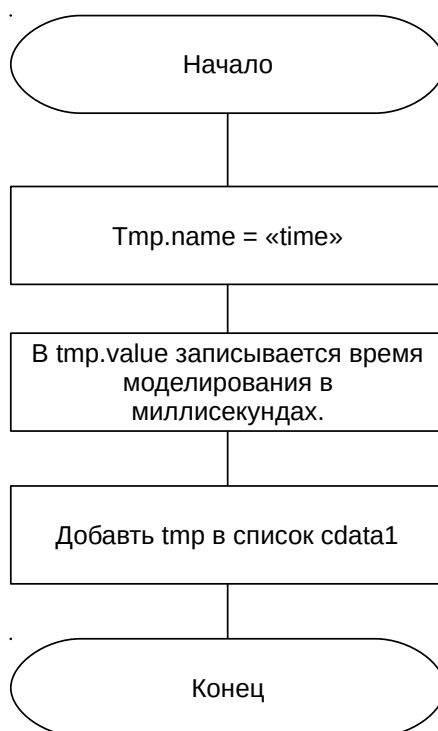 Начало
Tmp.name = «time»
В tmp.value записывается время
моделирования в
миллисекундах.
Добавть tmp в список cdata1
Конец